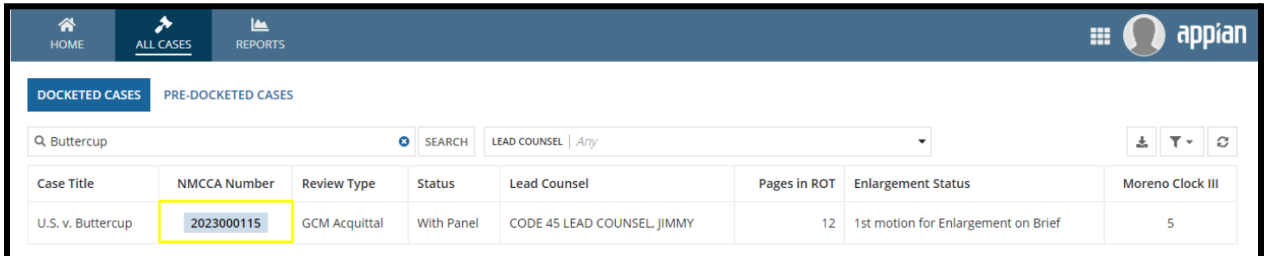 HOME ALL CASES REPORTS appian
DOCKETED CASES PRE-DOCKETED CASES
Buttercup SEARCH LEAD COUNSEL | Any
Case Title NMCCA Number Review Type Status Lead Counsel Pages in ROT Enlargement Status Moreno Clock III
U.S. v. Buttercup 2023000115 GCM Acquittal With Panel CODE 45 LEAD COUNSEL, JIMMY 12 1st motion for Enlargement on Brief 5